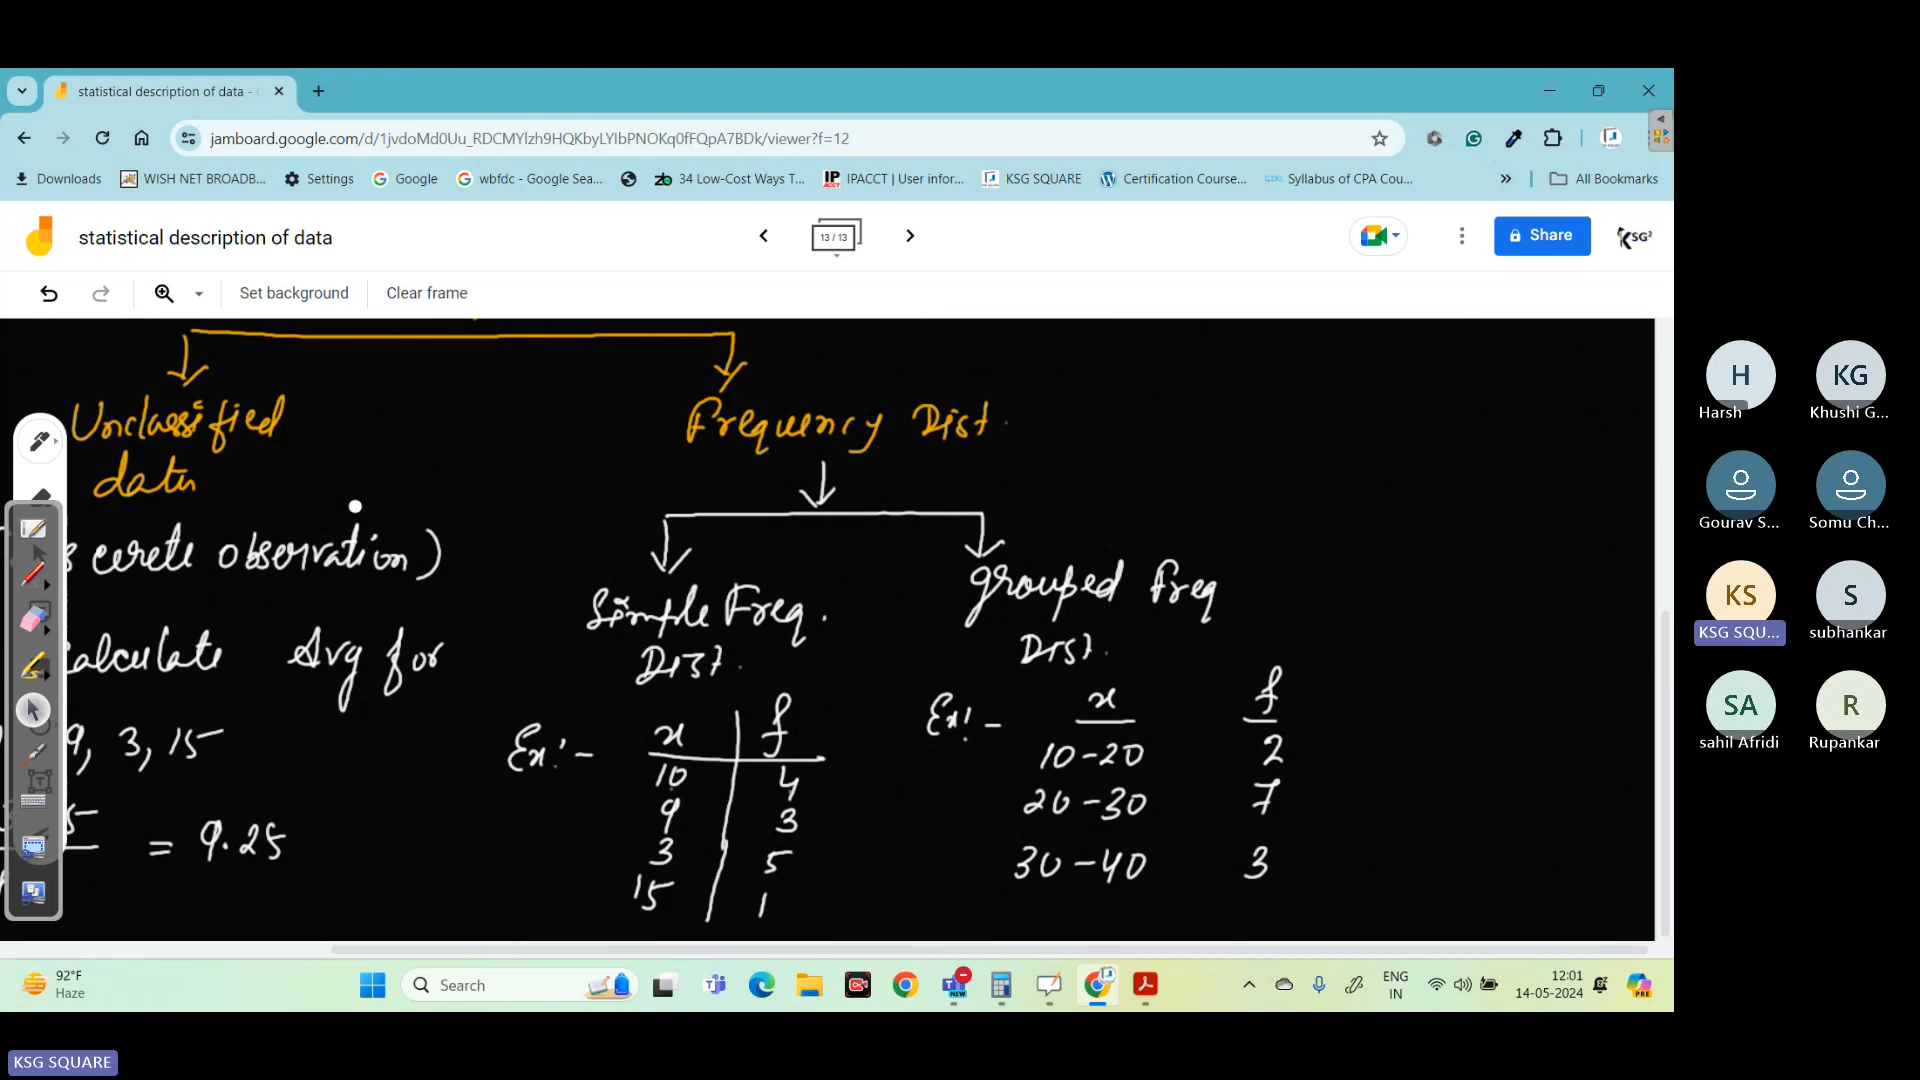 statistical description of data - 
jamboard.google.com/d/1jvdoMd0Uu_RDCMYlzh9HQKbyLYIbPNOKq0fFQpA7BDk/viewer?f=12
Downloads WISH NET BROADB... Settings Google wbfdc - Google Sea... 34 Low-Cost Ways T... IPACCT | User infor... KSG SQUARE Certification Course... Syllabus of CPA Cou... » All Bookmarks
statistical description of data 13 / 13 Share KSG²
Set background Clear frame
Unclassified
data
Frequency Dist.
cerete observation)
Simple Freq.
Dist.
grouped Freq
Dist.
alculate Avg for
9, 3, 15
= 9.25
Ex:- x f
10 4
9 3
3 5
15 1
Ex:- x f
10-20 2
20-30 7
30-40 3
H KG
Harsh Khushi G...
Gourav S... Somu Ch...
KS S
KSG SQU... subhankar
SA R
sahil Afridi Rupankar
92°F
Haze
Search
NEW
ENG
IN
12:01
14-05-2024
PRE
KSG SQUARE